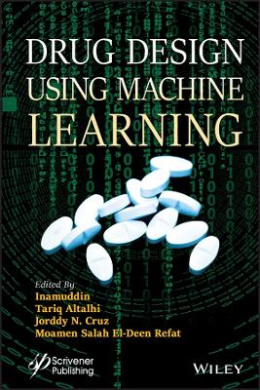 DRUG DESIGN
USING MACHINE
LEARNING
Edited By
Inamuddin
Tariq Altalhi
Jorddy N. Cruz
Moamen Salah El-Deen Refat
Scrivener
Publishing
WILEY